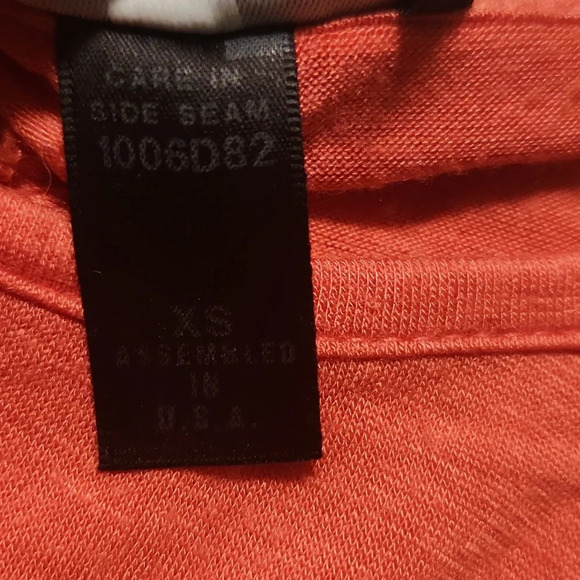 CARE IN
SIDE SEAM
1006D82
XS
ASSEMBLED
IN
U.S.A.